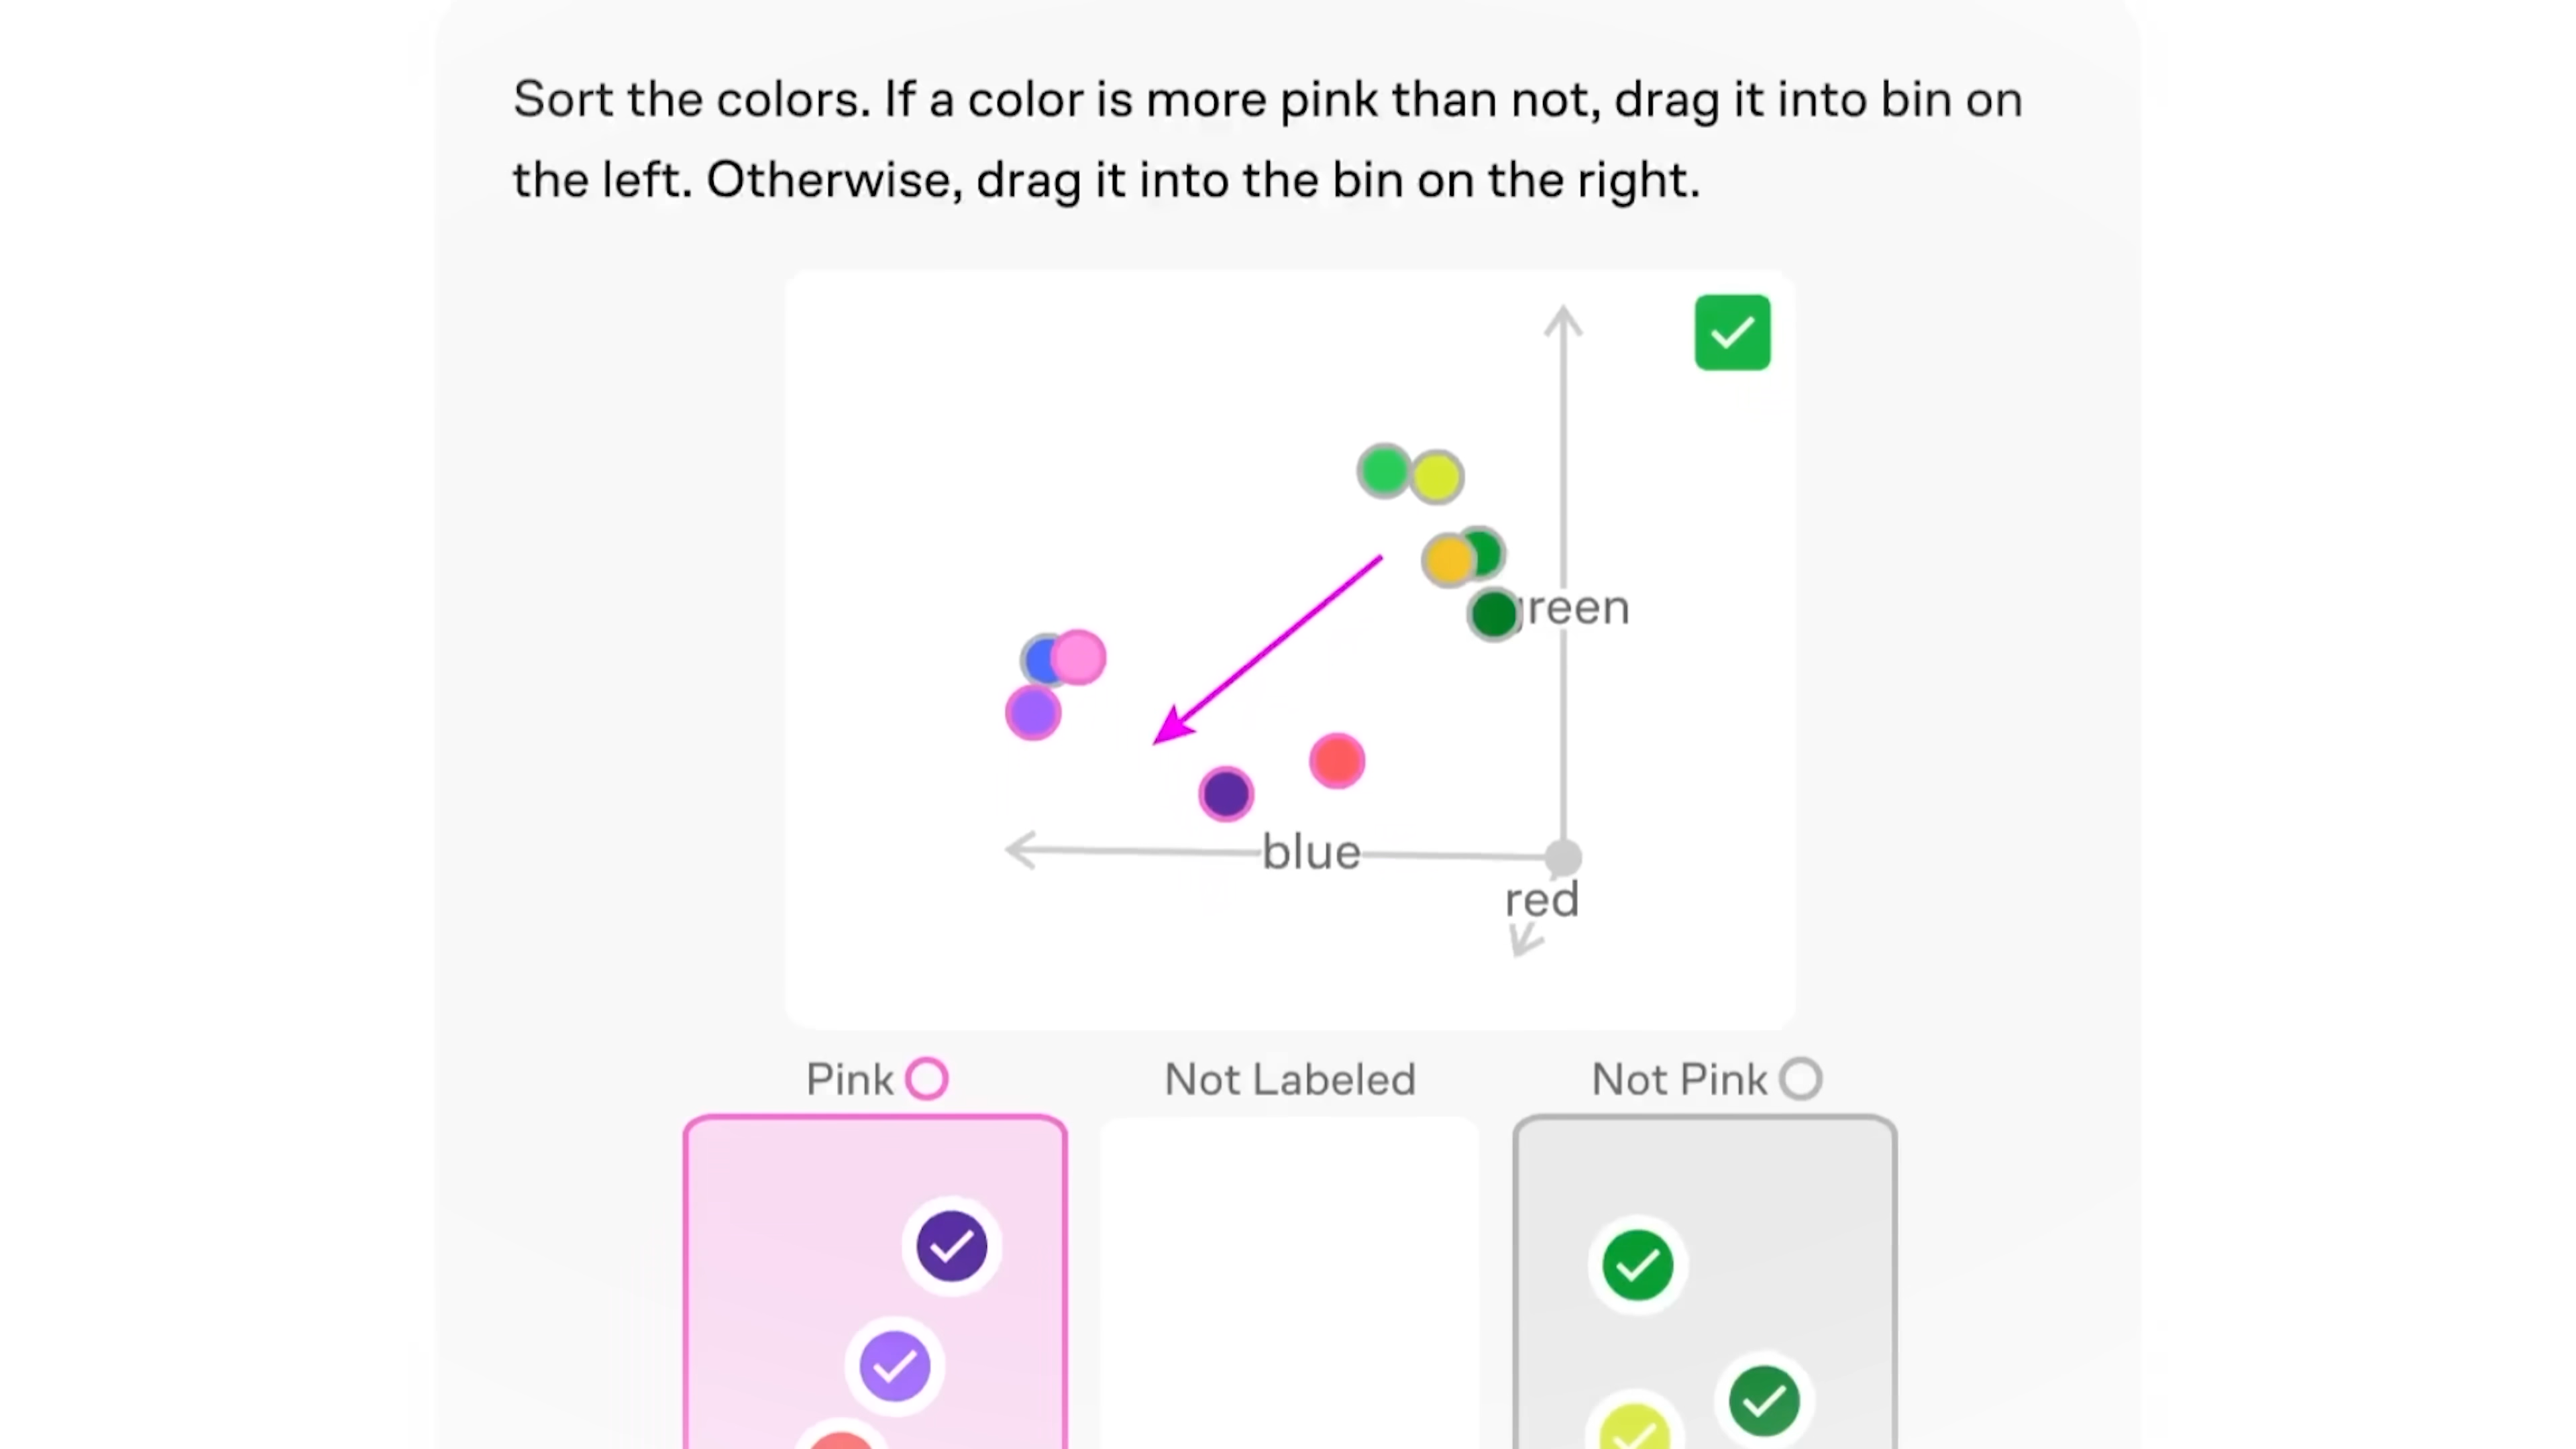 Sort the colors. If a color is more pink than not, drag it into bin on
the left. Otherwise, drag it into the bin on the right.
reen
blue
red
Pink
Not Labeled
Not Pink